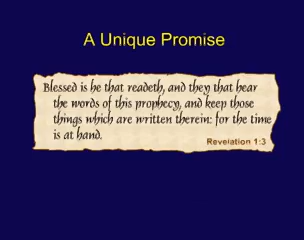 A Unique Promise
Blessed is he that readeth, and they that hear
the words of this prophecy, and keep those
things which are written therein: for the time
is at hand.
Revelation 1:3